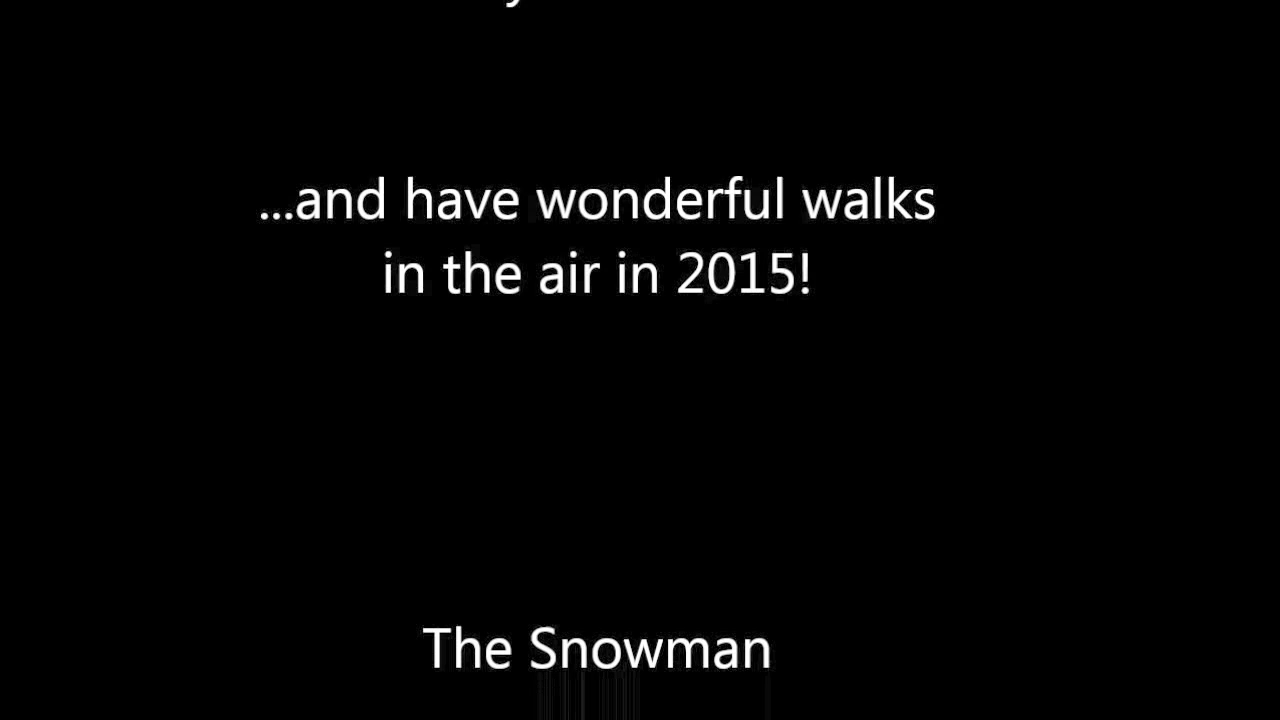 ...and have wonderful walks
in the air in 2015!
The Snowman